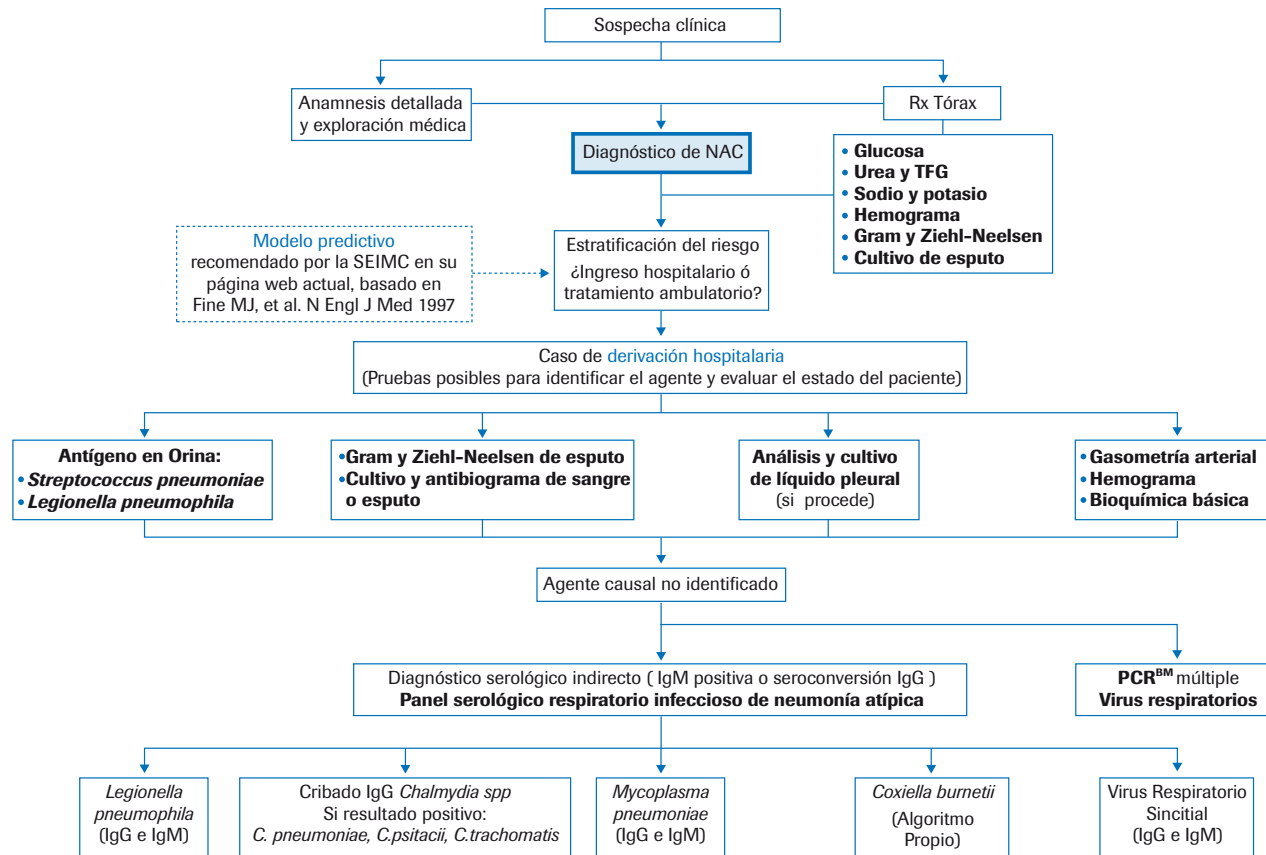 Sospecha clínica
Anamnesis detallada
y exploración médica
Rx Tórax
Diagnóstico de NAC
• Glucosa
• Urea y TFG
• Sodio y potasio
• Hemograma
• Gram y Ziehl-Neelsen
• Cultivo de esputo
Modelo predictivo
recomendado por la SEIMC en su
página web actual, basado en
Fine MJ, et al. N Engl J Med 1997
Estratificación del riesgo
¿Ingreso hospitalario ó
tratamiento ambulatorio?
Caso de derivación hospitalaria
(Pruebas posibles para identificar el agente y evaluar el estado del paciente)
Antígeno en Orina:
• Streptococcus pneumoniae
• Legionella pneumophila
•Gram y Ziehl-Neelsen de esputo
•Cultivo y antibiograma de sangre
o esputo
Análisis y cultivo
de líquido pleural
(si procede)
• Gasometría arterial
• Hemograma
• Bioquímica básica
Agente causal no identificado
Diagnóstico serológico indirecto ( IgM positiva o seroconversión IgG )
Panel serológico respiratorio infeccioso de neumonía atípica
PCRBM múltiple
Virus respiratorios
Legionella
pneumophila
(IgG e IgM)
Cribado IgG Chalmydia spp
Si resultado positivo:
C. pneumoniae, C.psitacii, C.trachomatis
Mycoplasma
pneumoniae
(IgG e IgM)
Coxiella burnetii
(Algoritmo
Propio)
Virus Respiratorio
Sincitial
(IgG e IgM)